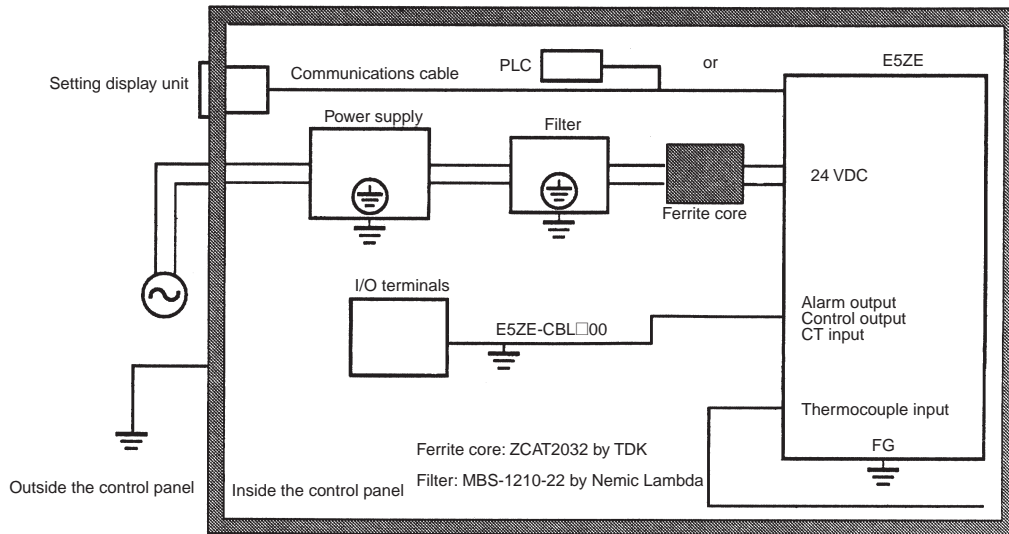 PLC
or
E5ZE
Setting display unit
Communications cable
Power supply
Filter
24 VDC
Ferrite core
I/O terminals
E5ZE-CBL□00
Alarm output
Control output
CT input
Thermocouple input
Ferrite core: ZCAT2032 by TDK
FG
Filter: MBS-1210-22 by Nemic Lambda
Outside the control panel
Inside the control panel